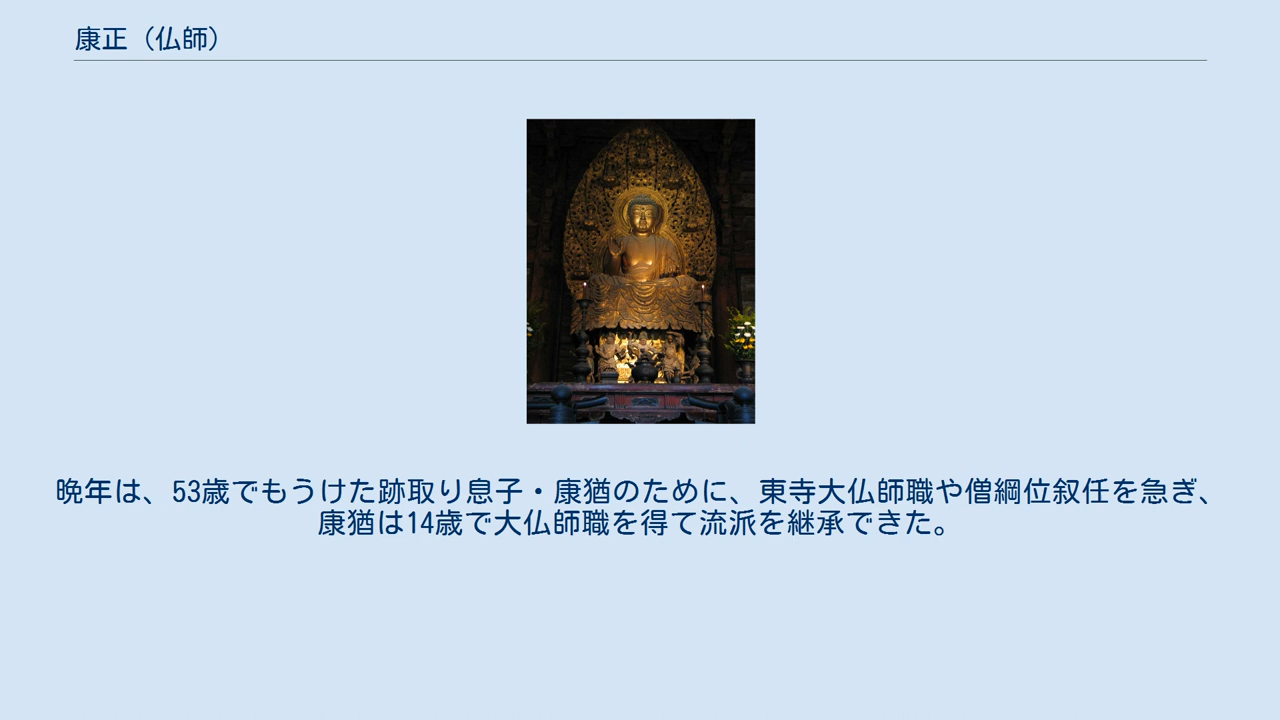 康正（仏師）
晩年は、53歳でもうけた跡取り息子・康猶のために、東寺大仏師職や僧綱位叙任を急ぎ、
康猶は14歳で大仏師職を得て流派を継承できた。